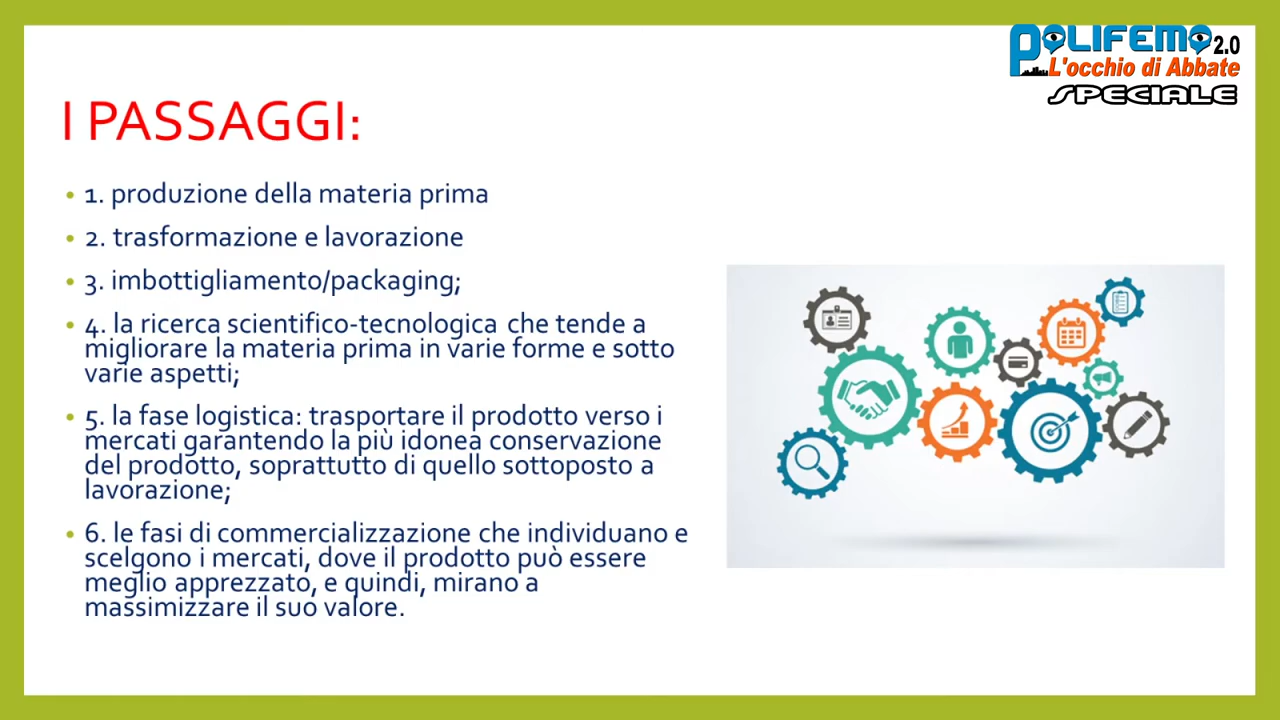 POLIFEMO 2.0
L'occhio di Abbate
SPECIALE
I PASSAGGI:
• 1. produzione della materia prima
• 2. trasformazione e lavorazione
• 3. imbottigliamento/packaging;
• 4. la ricerca scientifico-tecnologica che tende a
migliorare la materia prima in varie forme e sotto
varie aspetti;
• 5. la fase logistica: trasportare il prodotto verso i
mercati garantendo la più idonea conservazione
del prodotto, soprattutto di quello sottoposto a
lavorazione;
• 6. le fasi di commercializzazione che individuano e
scelgono i mercati, dove il prodotto può essere
meglio apprezzato, e quindi, mirano a
massimizzare il suo valore.